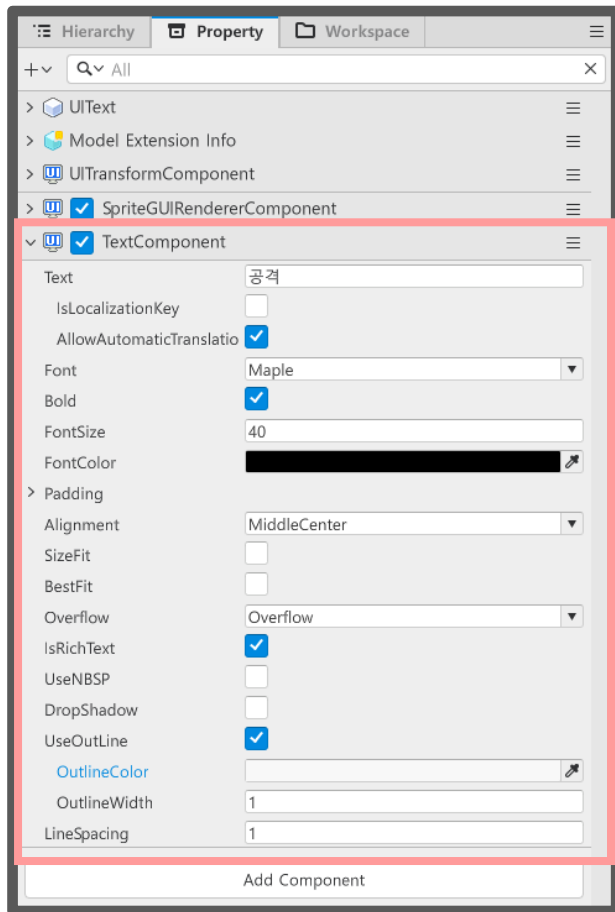 Hierarchy Property Workspace
All
UIText
Model Extension Info
UITransformComponent
SpriteGUIRendererComponent
TextComponent
Text 공격
IsLocalizationKey
AllowAutomaticTranslatio
Font Maple
Bold
FontSize 40
FontColor
Padding
Alignment MiddleCenter
SizeFit
BestFit
Overflow Overflow
IsRichText
UseNBSP
DropShadow
UseOutLine
OutlineColor
OutlineWidth 1
LineSpacing 1
Add Component